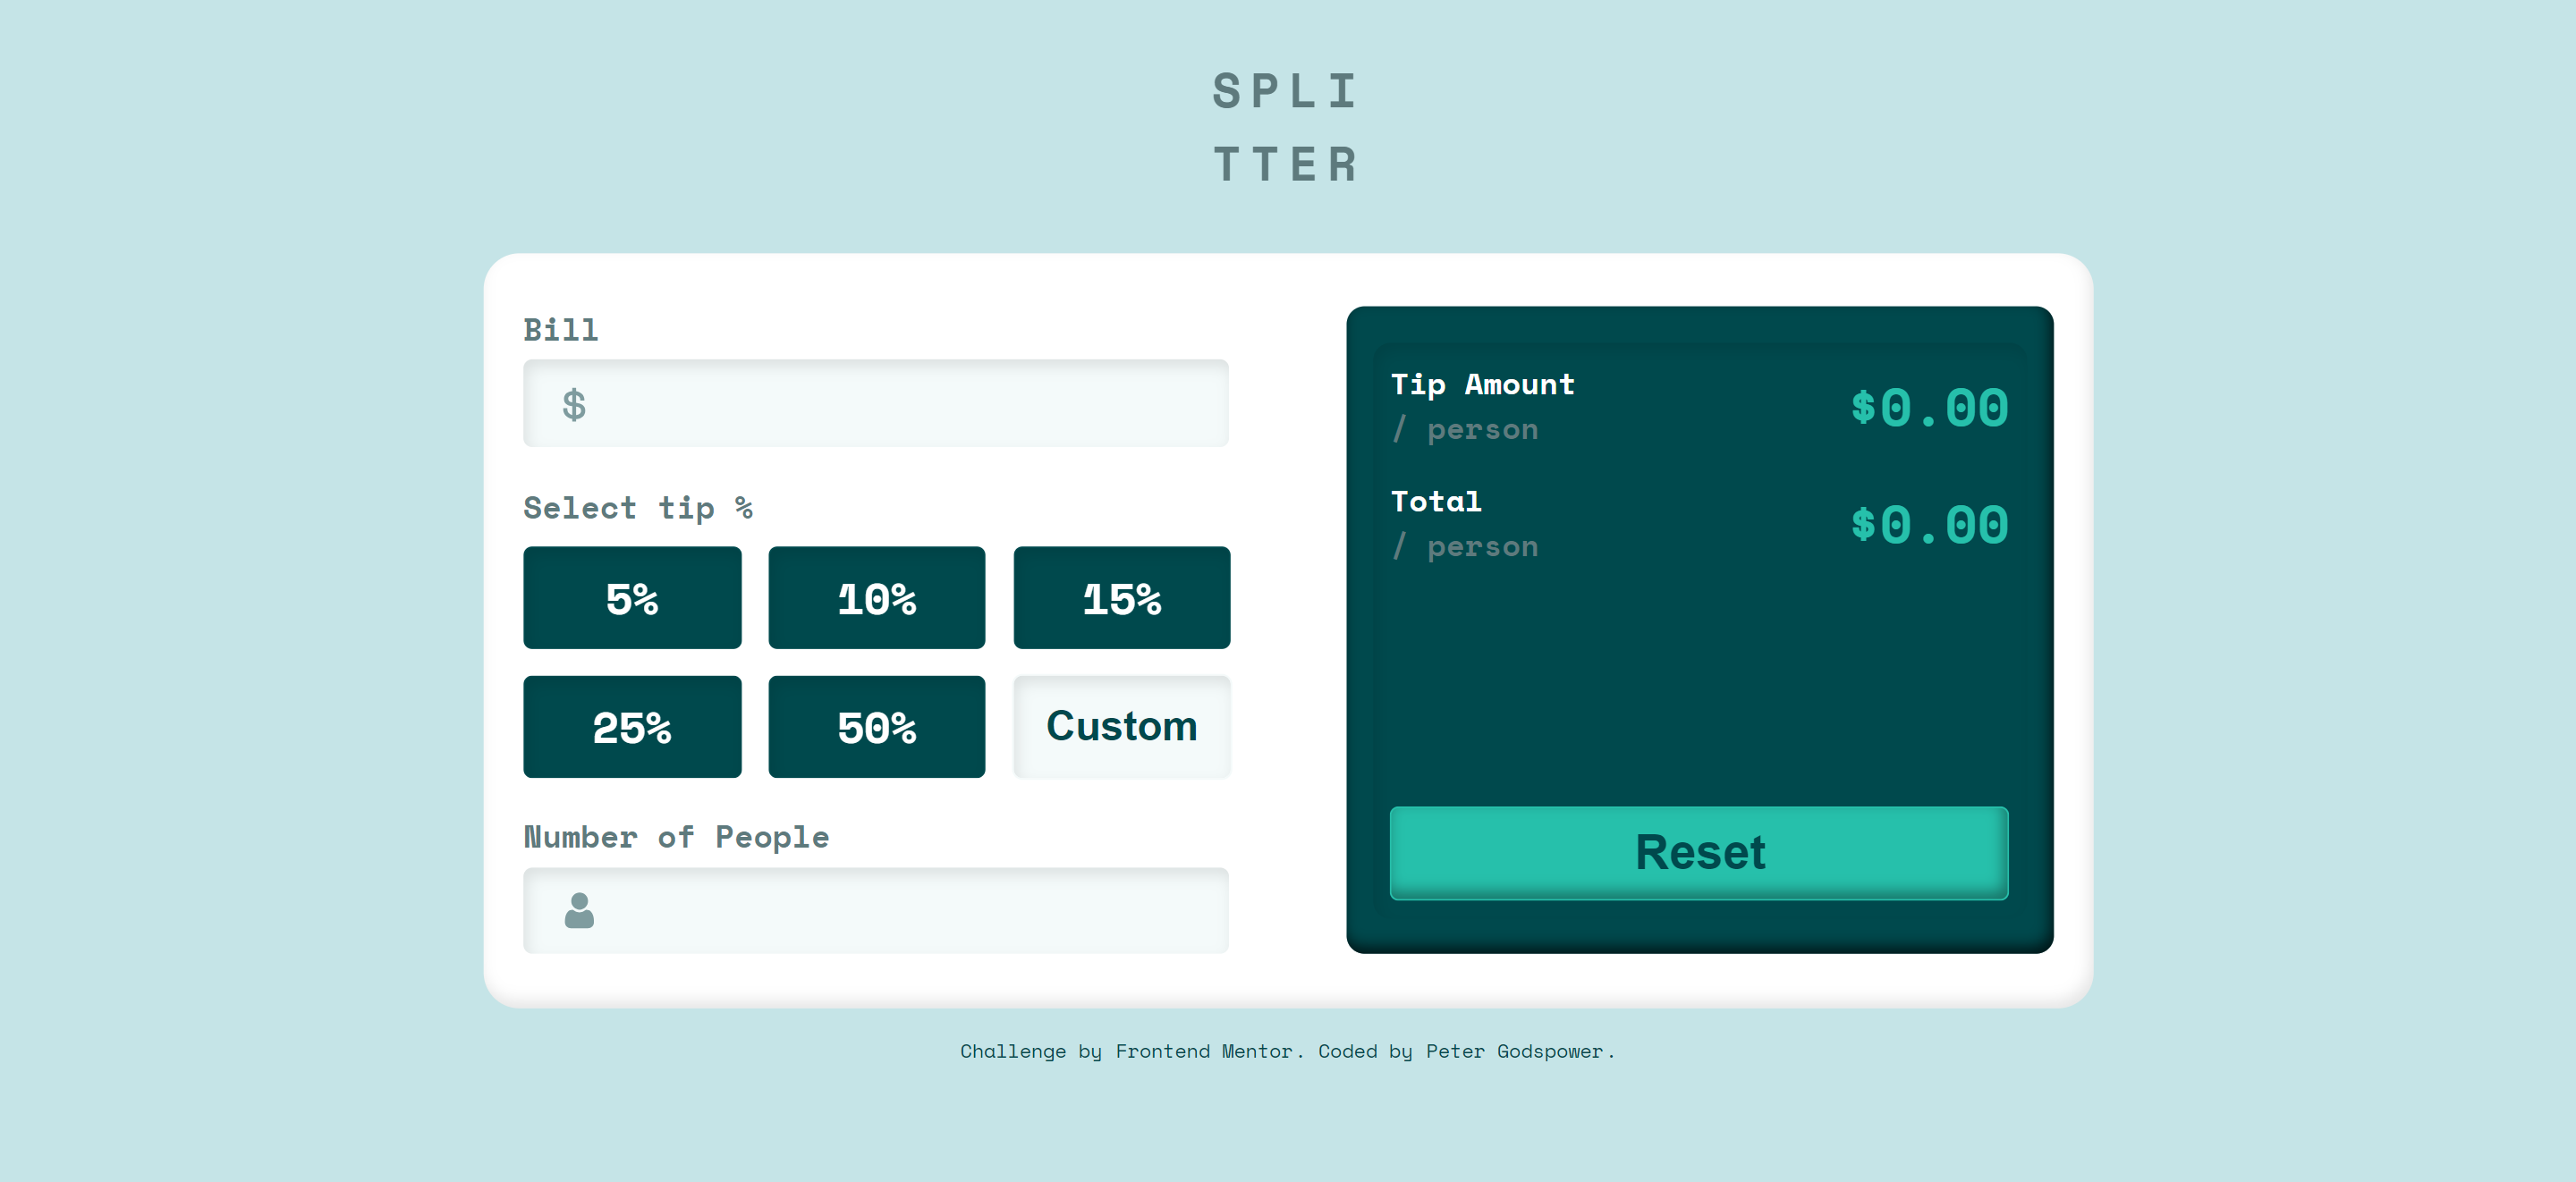 SPLI
TTER
Bill
$
Select tip %
5%
10%
15%
25%
50%
Custom
Number of People
Tip Amount
/ person
$0.00
Total
/ person
$0.00
Reset
Challenge by Frontend Mentor. Coded by Peter Godspower.